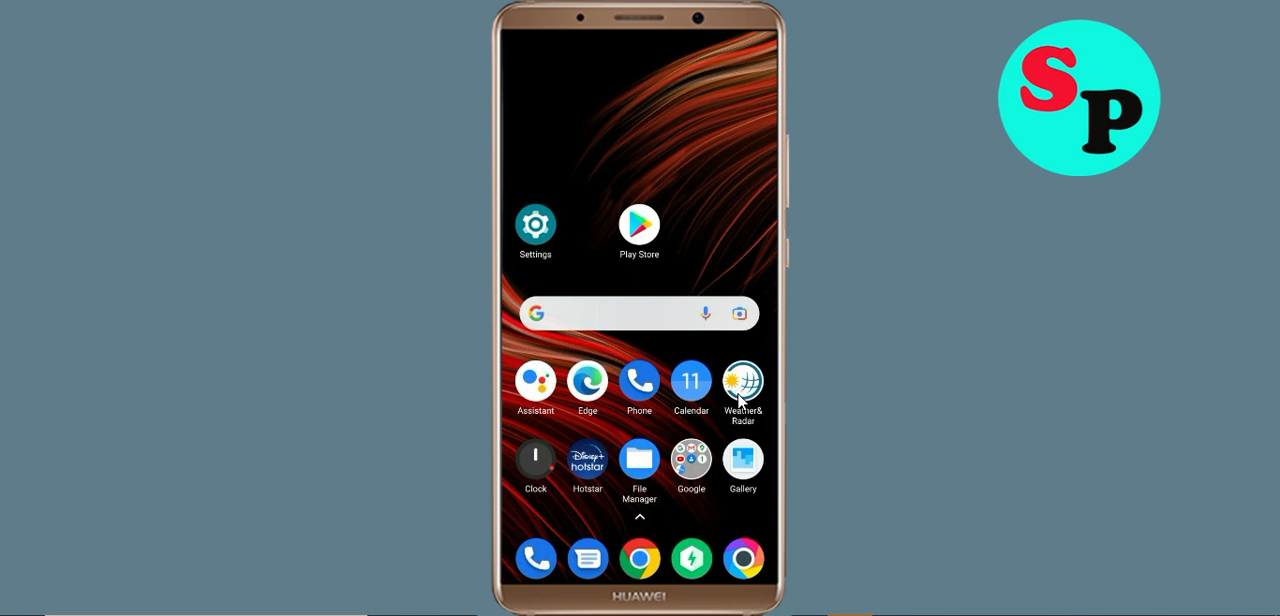 SP
Settings
Play Store
Assistant
Edge
Phone
11
Calendar
Weather&
Radar
Clock
Disney+
hotstar
Hotstar
File
Manager
Google
Gallery
HUAWEI